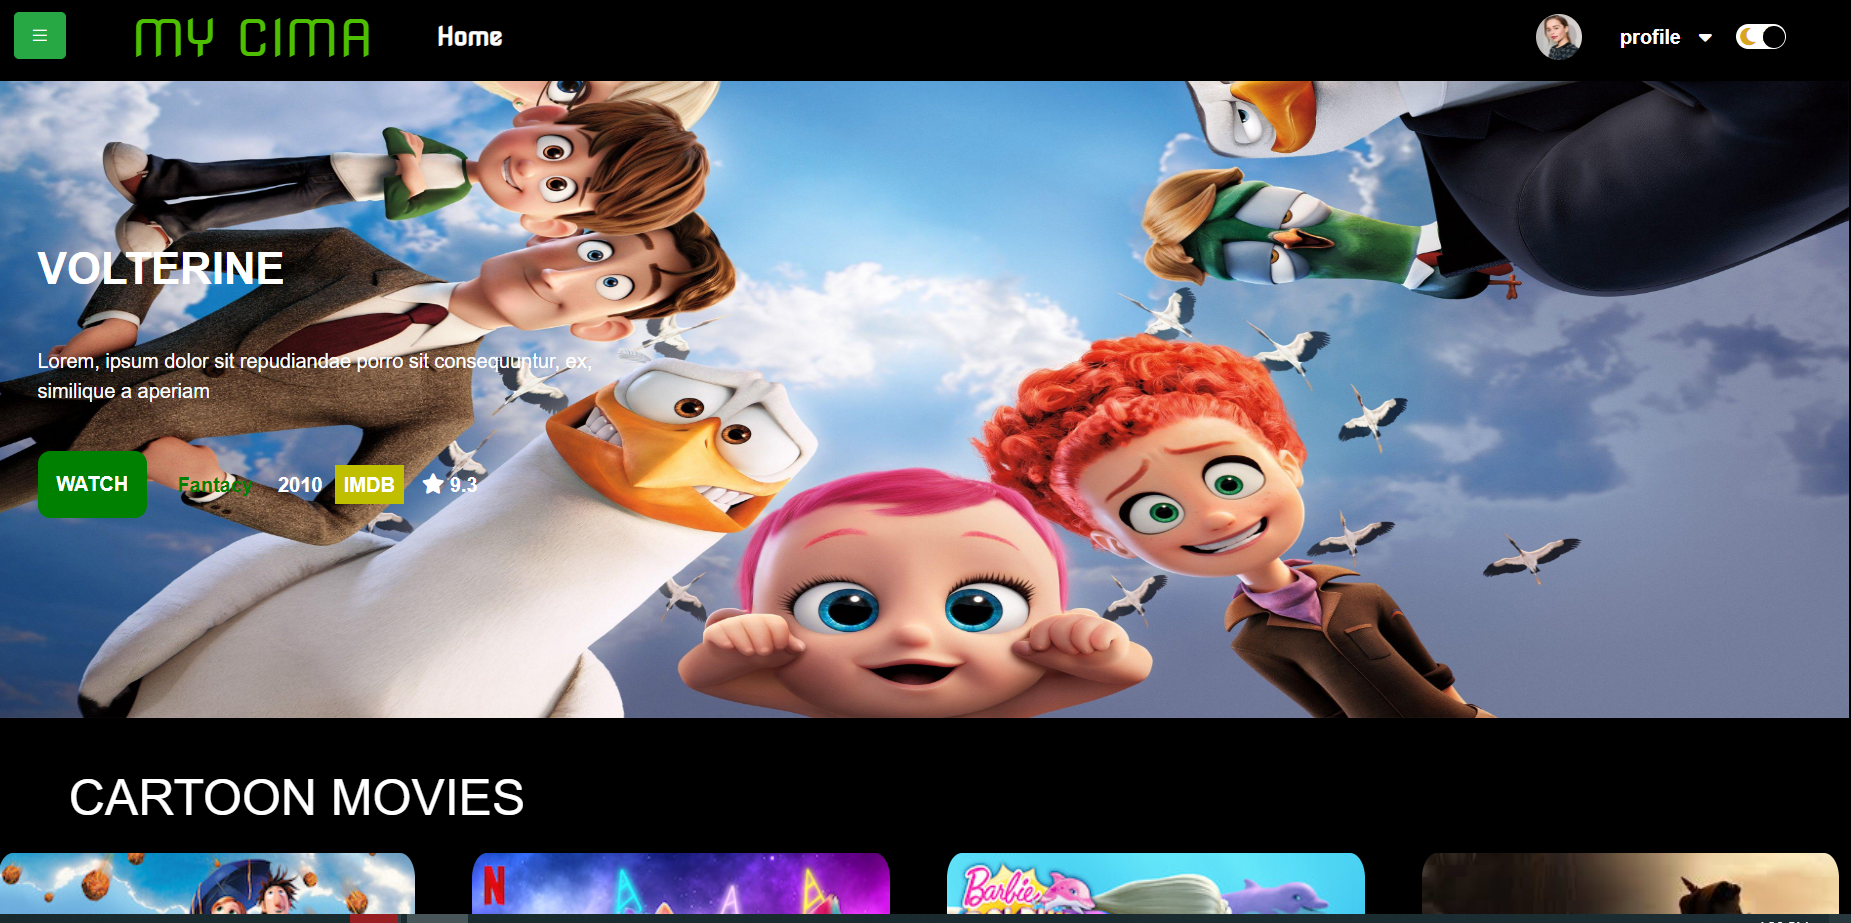 MY CIMA
Home
profile
VOLTERINE
Lorem, ipsum dolor sit repudiandae porro sit consequuntur, ex,
similique a aperiam
WATCH
Fantazy
2010
IMDB
9.3
CARTOON MOVIES
N
Barbie